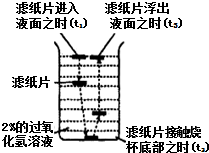 滤纸片进入
液面之时(t₁)
滤纸片浮出
液面之时(t₃)
滤纸片
2%的过氧
化氢溶液
滤纸片接触烧
杯底部之时(t₂)